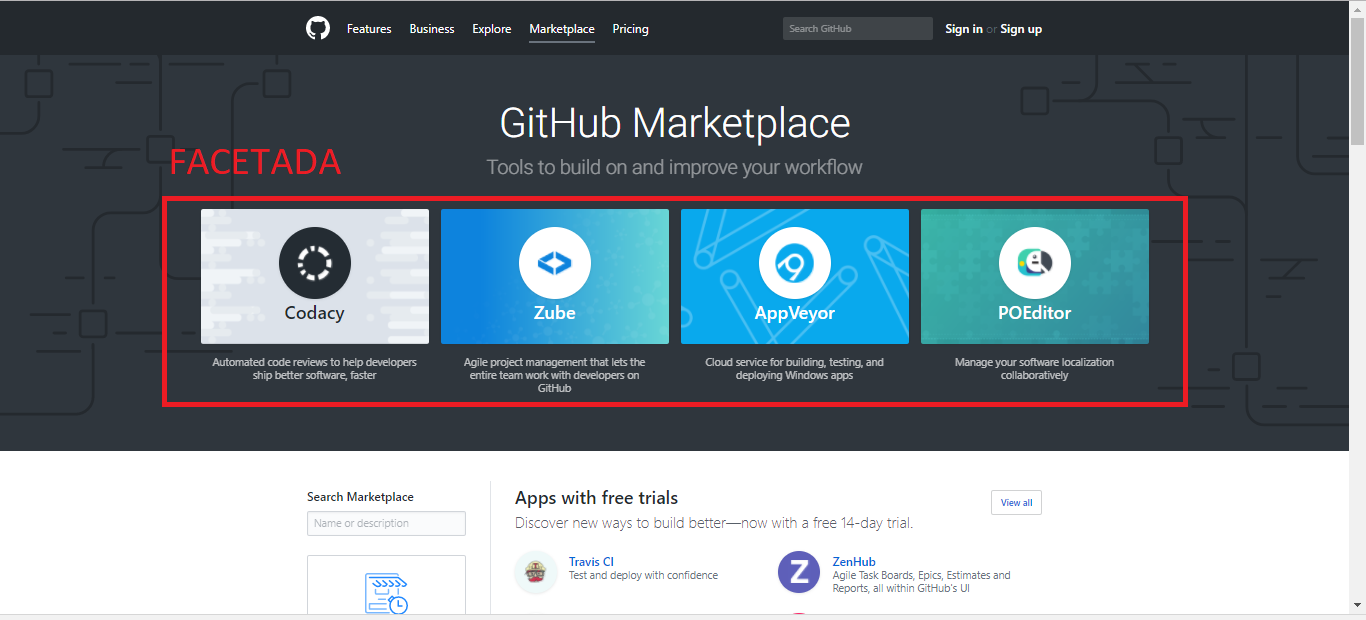 Features Business Explore Marketplace Pricing Search GitHub Sign in or Sign up
GitHub Marketplace
FACETADA
Tools to build on and improve your workflow
Codacy
Automated code reviews to help developers
ship better software, faster
Zube
Agile project management that lets the
entire team work with developers on
GitHub
AppVeyor
Cloud service for building, testing, and
deploying Windows apps
POEditor
Manage your software localization
collaboratively
Search Marketplace
Name or description
Apps with free trials
View all
Discover new ways to build better—now with a free 14-day trial.
Travis CI
Test and deploy with confidence
Z
ZenHub
Agile Task Boards, Epics, Estimates and
Reports, all within GitHub's UI